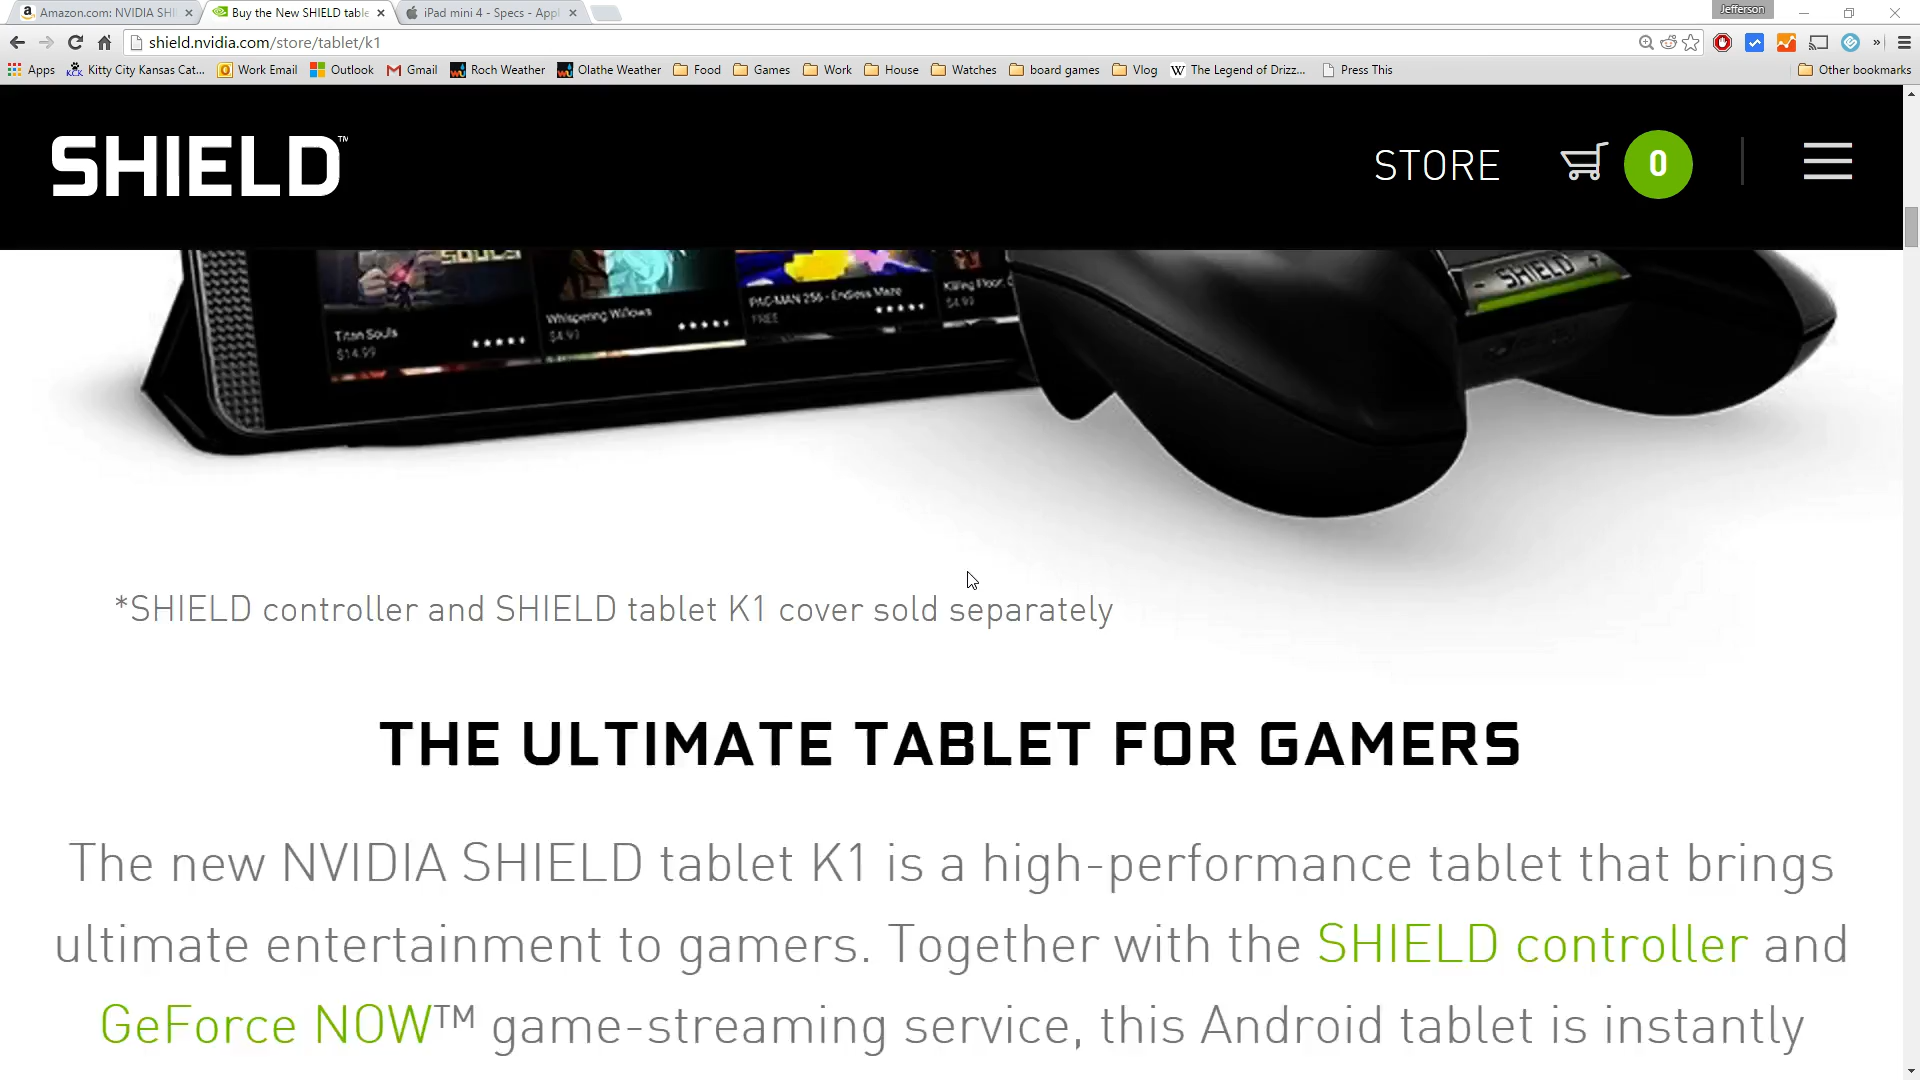 Amazon.com: NVIDIA SHI
Buy the New SHIELD table
iPad mini 4 - Specs - Appl
Jefferson
shield.nvidia.com/store/tablet/k1
Apps
Kitty City Kansas Cat...
Work Email
Outlook
Gmail
Roch Weather
Olathe Weather
Food
Games
Work
House
Watches
board games
Vlog
The Legend of Drizz...
Press This
Other bookmarks
SHIELD™
STORE
0
SOULS
Titan Souls
$14.99
Whispering Willows
$4.99
PAC-MAN 256 - Endless Maze
FREE
Killing Floor:
$4.99
- SHIELD +
*SHIELD controller and SHIELD tablet K1 cover sold separately
THE ULTIMATE TABLET FOR GAMERS
The new NVIDIA SHIELD tablet K1 is a high-performance tablet that brings
ultimate entertainment to gamers. Together with the SHIELD controller and
GeForce NOW™ game-streaming service, this Android tablet is instantly